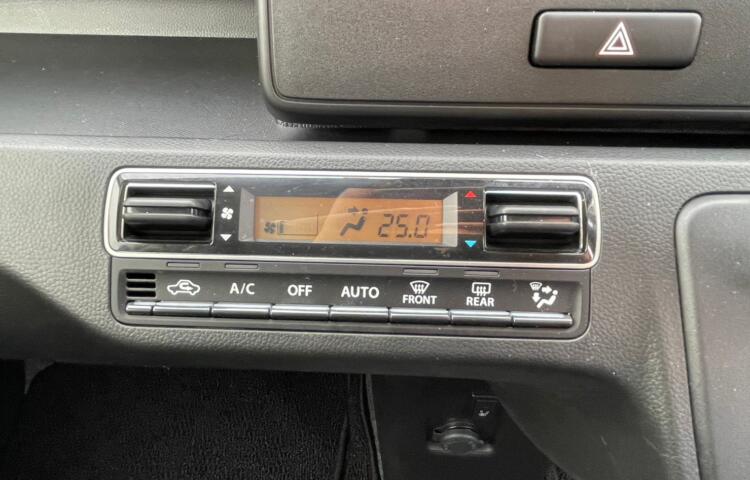 25.0
A/C OFF AUTO FRONT REAR